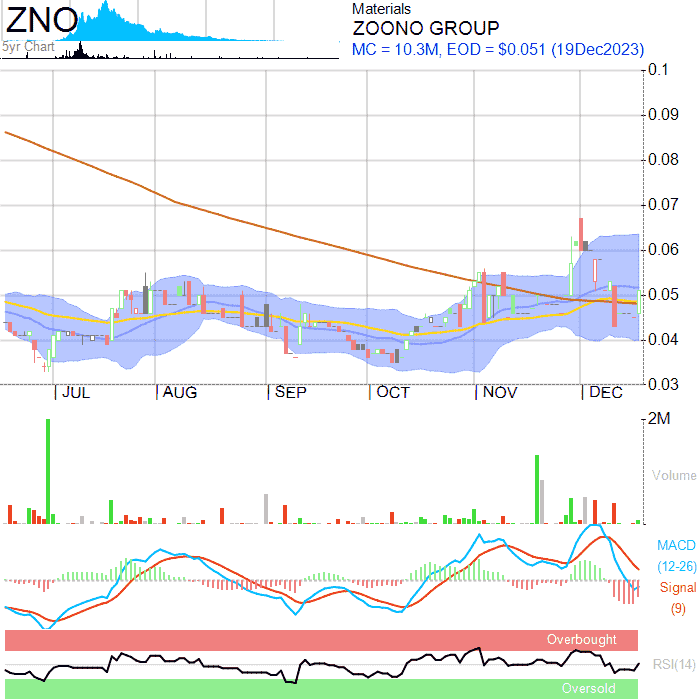 ZNO
5yr Chart
Materials
ZOONO GROUP
MC = 10.3M, EOD = $0.051 (19Dec2023)
0.1
0.09
0.08
0.07
0.06
0.05
0.04
0.03
JUL AUG SEP OCT NOV DEC
2M
Volume
MACD
(12-26)
Signal
(9)
Overbought
RSI(14)
Oversold